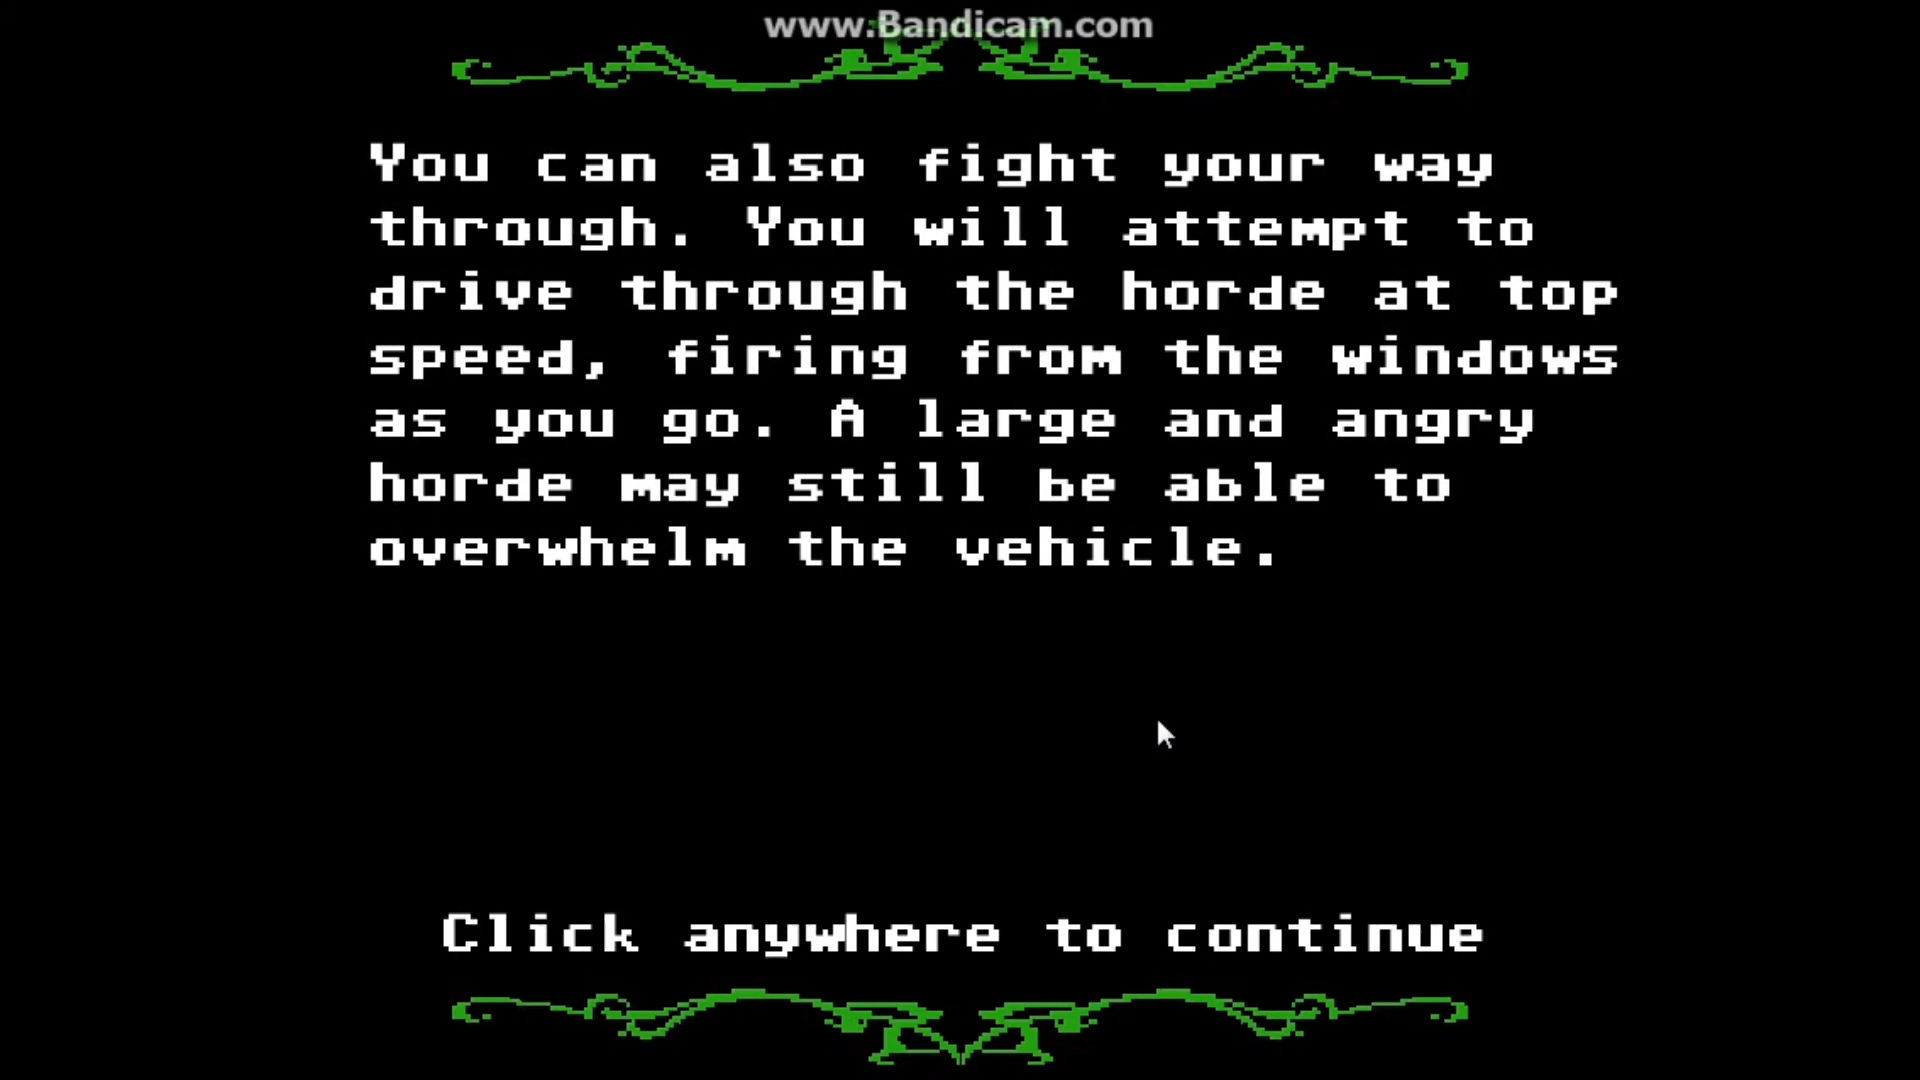 www.Bandicam.com
You can also fight your way
through. You will attempt to
drive through the horde at top
speed, firing from the windows
as you go. A large and angry
horde may still be able to
overwhelm the vehicle.
Click anywhere to continue